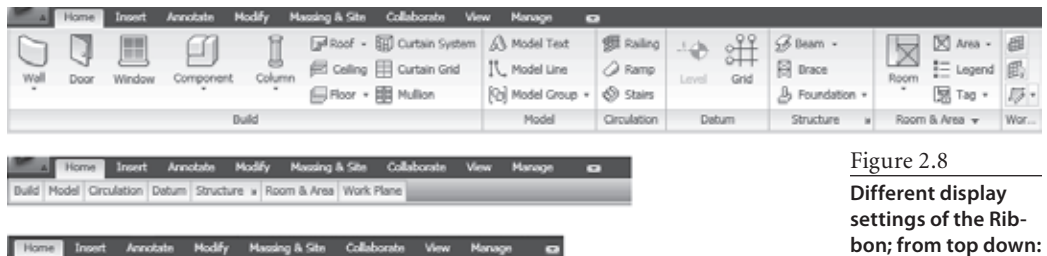 Home Insert Annotate Modify Massing & Site Collaborate View Manage
Wall Door Window Component Column Roof Curtain System Model Text Railing Level Grid Beam Room Area
Ceiling Curtain Grid Model Line Ramp Brace Legend
Floor Mullion Model Group Stairs Foundation Tag
Build Model Circulation Datum Structure Room & Area Wor...
Home Insert Annotate Modify Massing & Site Collaborate View Manage
Build Model Circulation Datum Structure Room & Area Work Plane
Home Insert Annotate Modify Massing & Site Collaborate View Manage
Figure 2.8
Different display
settings of the Rib-
bon; from top down: